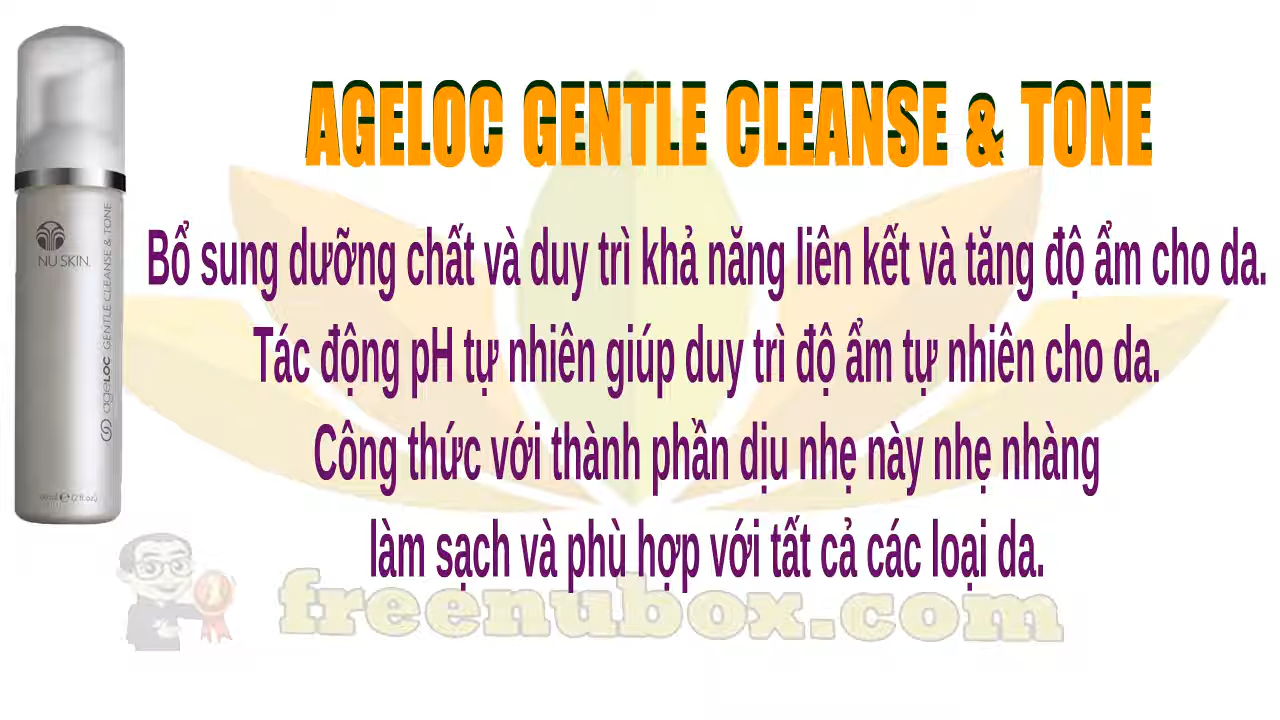 AGELOC GENTLE CLEANSE & TONE
NU SKIN.
ageLOC GENTLE CLEANSE & TONE
Bổ sung dưỡng chất và duy trì khả năng liên kết và tăng độ ẩm cho da.
Tác động pH tự nhiên giúp duy trì độ ẩm tự nhiên cho da.
Công thức với thành phần dịu nhẹ này nhẹ nhàng
làm sạch và phù hợp với tất cả các loại da.
(2 fl.oz.)
freenubox.com